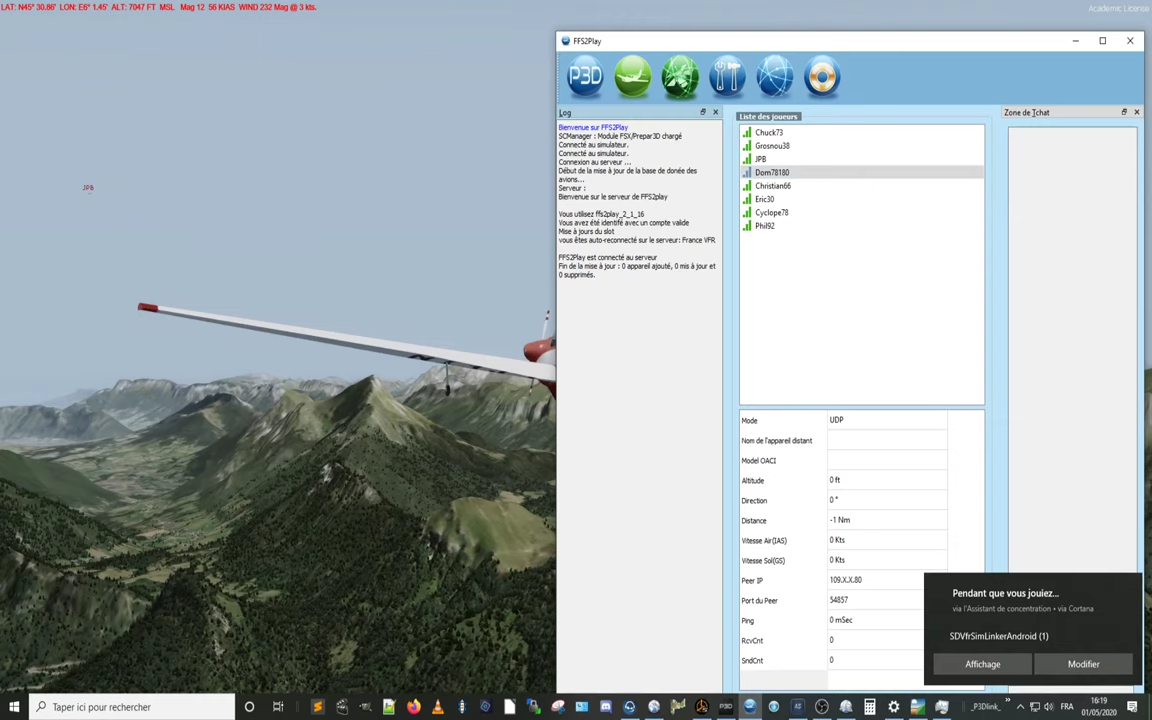 LAT: N45° 30.86' LON: E6° 1.45' ALT: 7047 FT MSL Mag 12 56 KIAS WIND 232 Mag @ 3 kts.
Academic License
JPB
FFS2Play
P3D
Log
Bienvenue sur FFS2Play
SCManager : Module FSX/Prepar3D chargé
Connecté au simulateur.
Connecté au simulateur.
Connexion au serveur ...
Début de la mise à jour de la base de donée des
avions...
Serveur :
Bienvenue sur le serveur de FFS2play
Vous utilisez ffs2play_2_1_16
Vous avez été identifé avec un compte valide
Mise à jours du slot
vous êtes auto-reconnecté sur le serveur: France VFR
FFS2Play est connecté au serveur
Fin de la mise à jour : 0 appareil ajouté, 0 mis à jour et
0 supprimés.
Liste des joueurs
Chuck73
Grosnou38
JPB
Dom78180
Christian66
Eric30
Cyclope78
Phil92
Mode UDP
Nom de l'appareil distant
Model OACI
Altitude 0 ft
Direction 0 °
Distance -1 Nm
Vitesse Air(IAS) 0 Kts
Vitesse Sol(GS) 0 Kts
Peer IP 109.X.X.80
Port du Peer 54857
Ping 0 mSec
RcvCnt 0
SndCnt 0
Zone de Tchat
Pendant que vous jouiez...
via l'Assistant de concentration • via Cortana
SDVfrSimLinkerAndroid (1)
Affichage Modifier
Taper ici pour rechercher
P3D
_P3Dlink_
FRA
16:19
01/05/2020